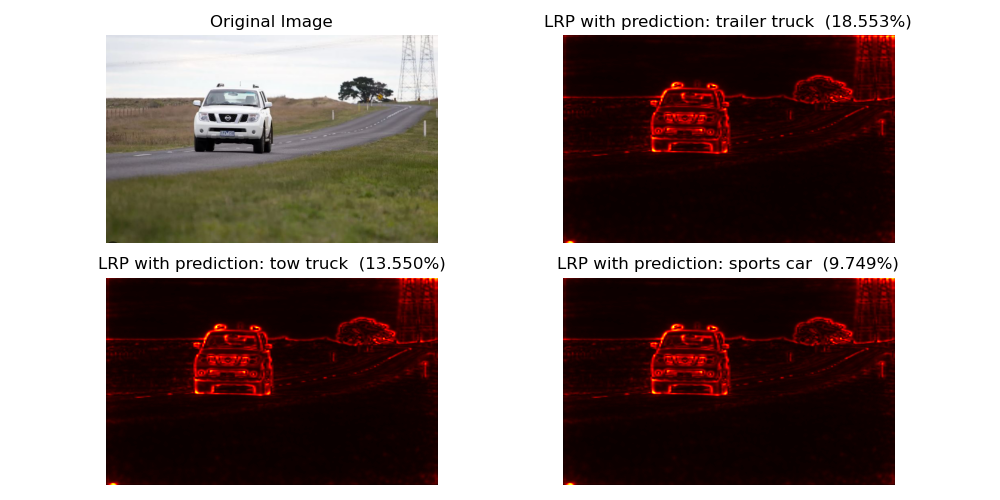 Original Image
LRP with prediction: trailer truck  (18.553%)
LRP with prediction: tow truck  (13.550%)
LRP with prediction: sports car  (9.749%)